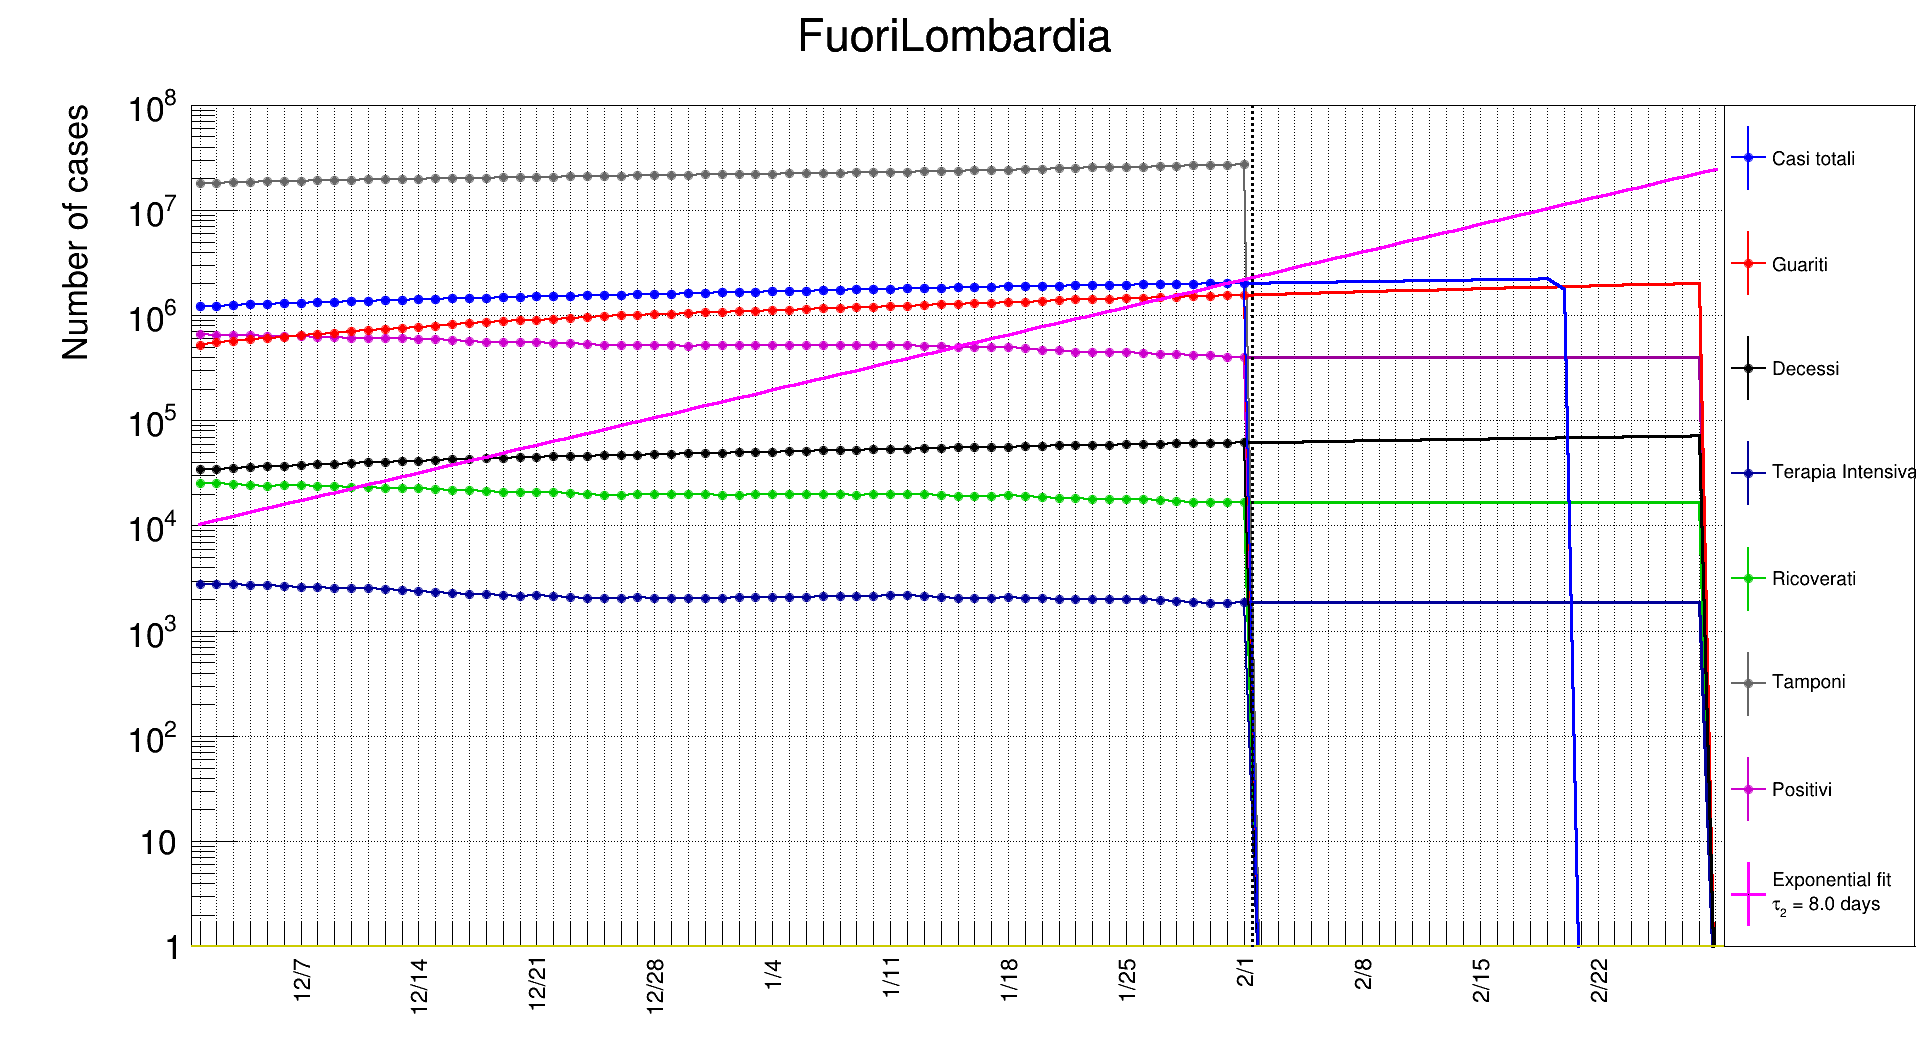 FuoriLombardia
Number of cases
10^8
10^7
10^6
10^5
10^4
10^3
10^2
10
1
12/7
12/14
12/21
12/28
1/4
1/11
1/18
1/25
2/1
2/8
2/15
2/22
Casi totali
Guariti
Decessi
Terapia Intensiva
Ricoverati
Tamponi
Positivi
Exponential fit
τ₂ = 8.0 days